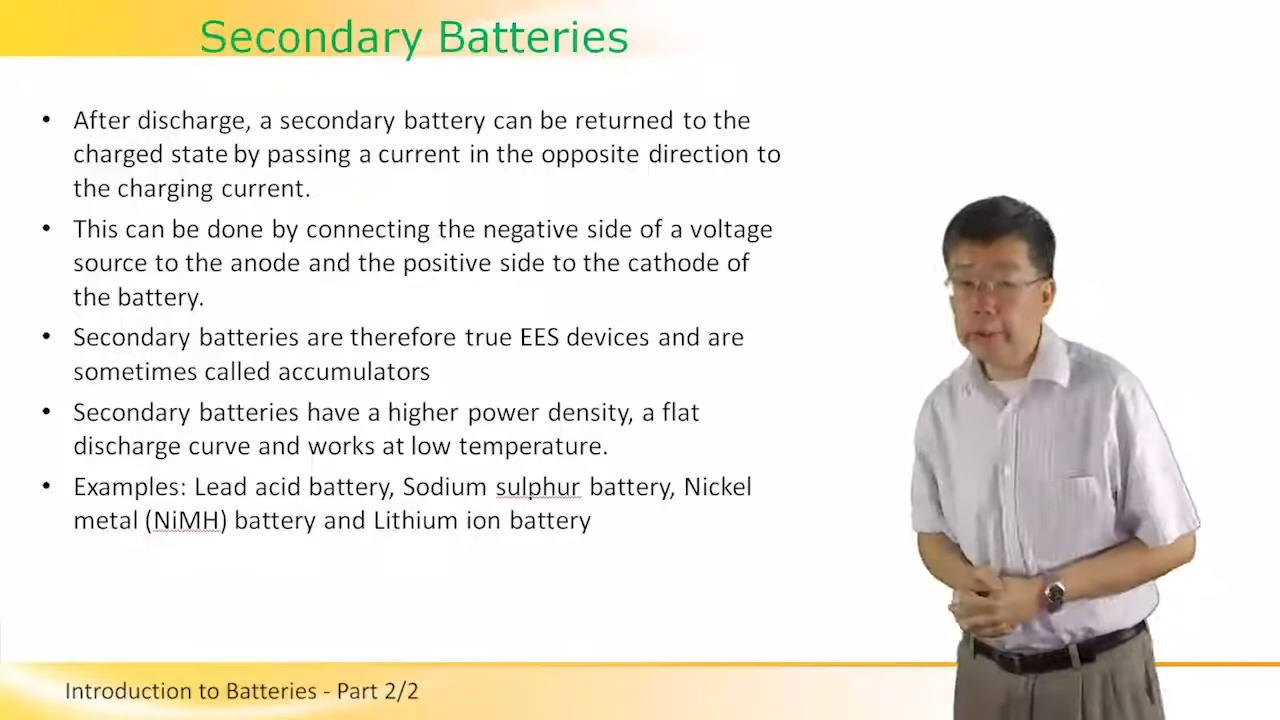 Secondary Batteries
• After discharge, a secondary battery can be returned to the
charged state by passing a current in the opposite direction to
the charging current.
• This can be done by connecting the negative side of a voltage
source to the anode and the positive side to the cathode of
the battery.
• Secondary batteries are therefore true EES devices and are
sometimes called accumulators
• Secondary batteries have a higher power density, a flat
discharge curve and works at low temperature.
• Examples: Lead acid battery, Sodium sulphur battery, Nickel
metal (NiMH) battery and Lithium ion battery
Introduction to Batteries - Part 2/2